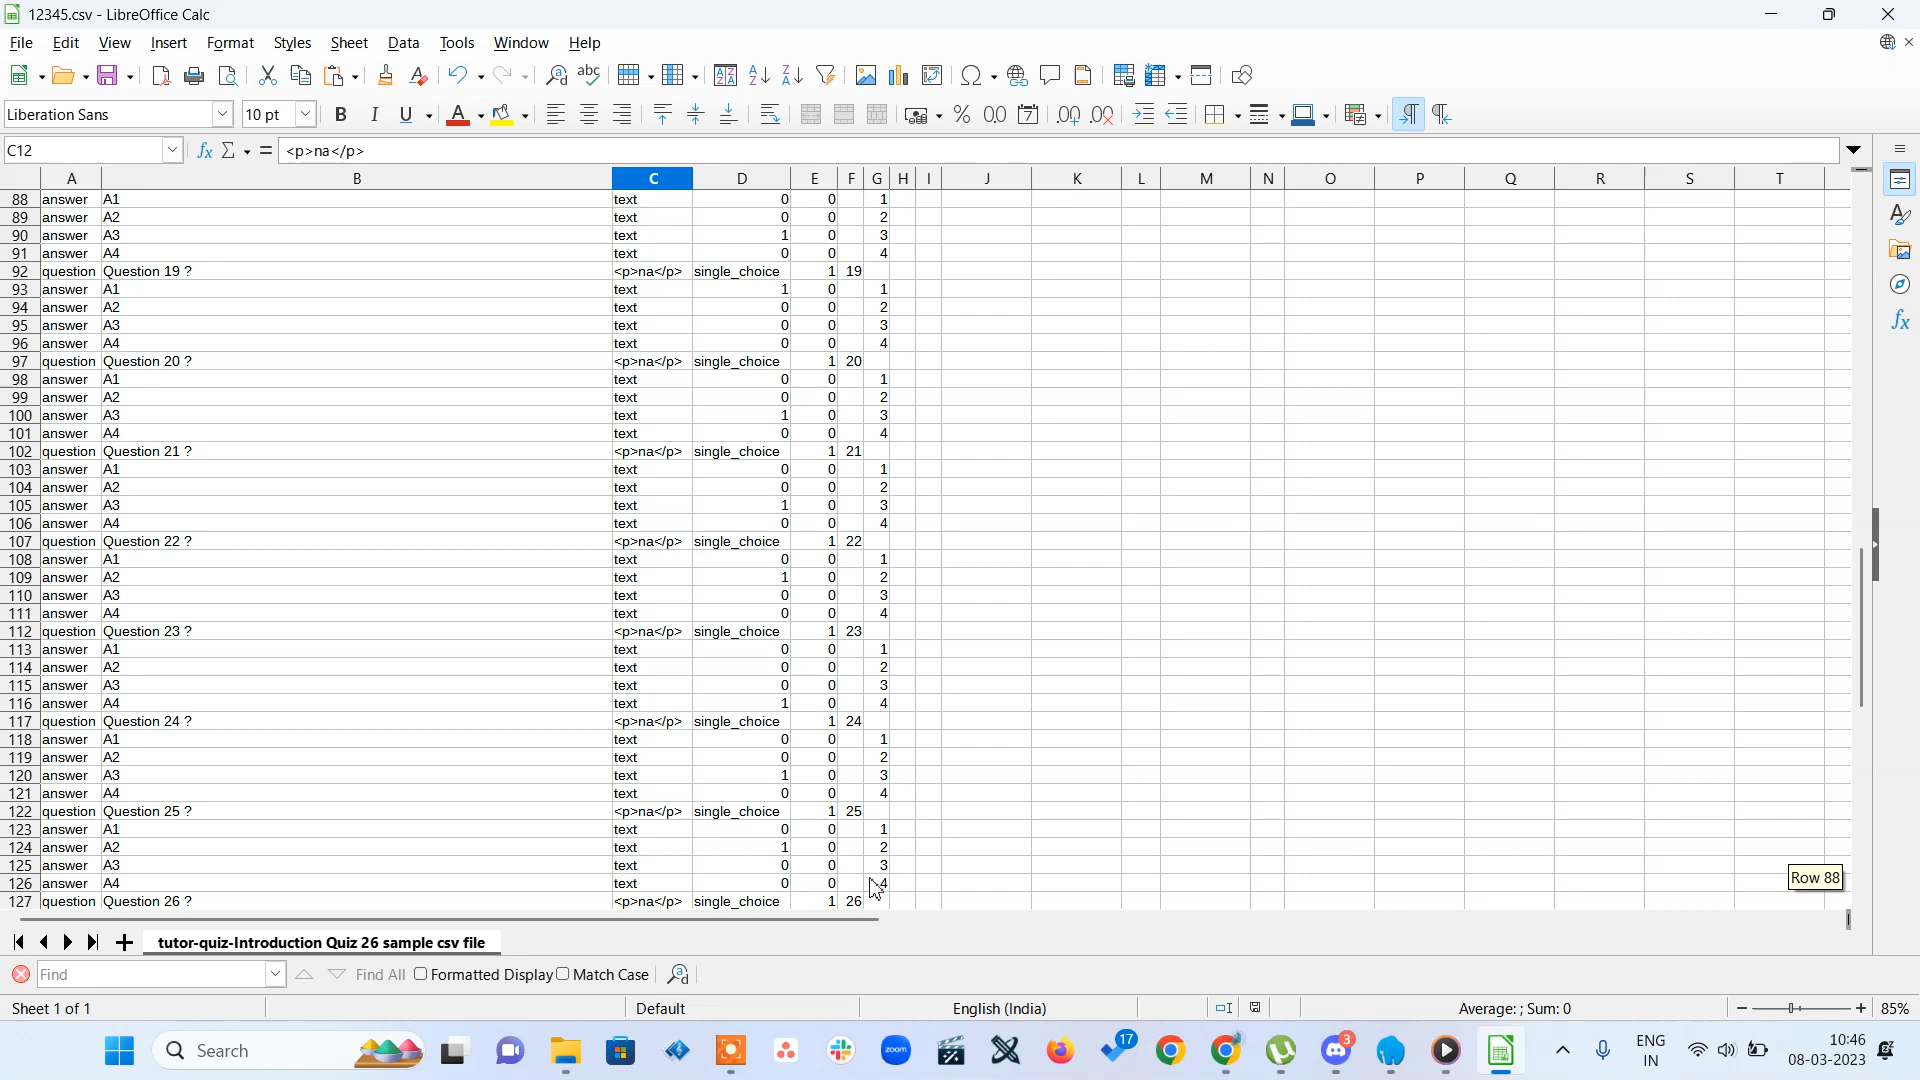 12345.csv - LibreOffice Calc
File Edit View Insert Format Styles Sheet Data Tools Window Help
Liberation Sans 10 pt
C12 <p>na</p>
A B C D E F G H I J K L M N O P Q R S T
88 answer A1 text 0 0 1
89 answer A2 text 0 0 2
90 answer A3 text 1 0 3
91 answer A4 text 0 0 4
92 question Question 19 ? <p>na</p> single_choice 1 19
93 answer A1 text 1 0 1
94 answer A2 text 0 0 2
95 answer A3 text 0 0 3
96 answer A4 text 0 0 4
97 question Question 20 ? <p>na</p> single_choice 1 20
98 answer A1 text 0 0 1
99 answer A2 text 0 0 2
100 answer A3 text 1 0 3
101 answer A4 text 0 0 4
102 question Question 21 ? <p>na</p> single_choice 1 21
103 answer A1 text 0 0 1
104 answer A2 text 0 0 2
105 answer A3 text 1 0 3
106 answer A4 text 0 0 4
107 question Question 22 ? <p>na</p> single_choice 1 22
108 answer A1 text 0 0 1
109 answer A2 text 1 0 2
110 answer A3 text 0 0 3
111 answer A4 text 0 0 4
112 question Question 23 ? <p>na</p> single_choice 1 23
113 answer A1 text 0 0 1
114 answer A2 text 0 0 2
115 answer A3 text 0 0 3
116 answer A4 text 1 0 4
117 question Question 24 ? <p>na</p> single_choice 1 24
118 answer A1 text 0 0 1
119 answer A2 text 0 0 2
120 answer A3 text 1 0 3
121 answer A4 text 0 0 4
122 question Question 25 ? <p>na</p> single_choice 1 25
123 answer A1 text 0 0 1
124 answer A2 text 1 0 2
125 answer A3 text 0 0 3
126 answer A4 text 0 0 4
Row 88
127 question Question 26 ? <p>na</p> single_choice 1 26
tutor-quiz-Introduction Quiz 26 sample csv file
Find Find All Formatted Display Match Case
Sheet 1 of 1 Default English (India) Average: ; Sum: 0 85%
Search zoom 17 3 ENG IN 10:46 08-03-2023